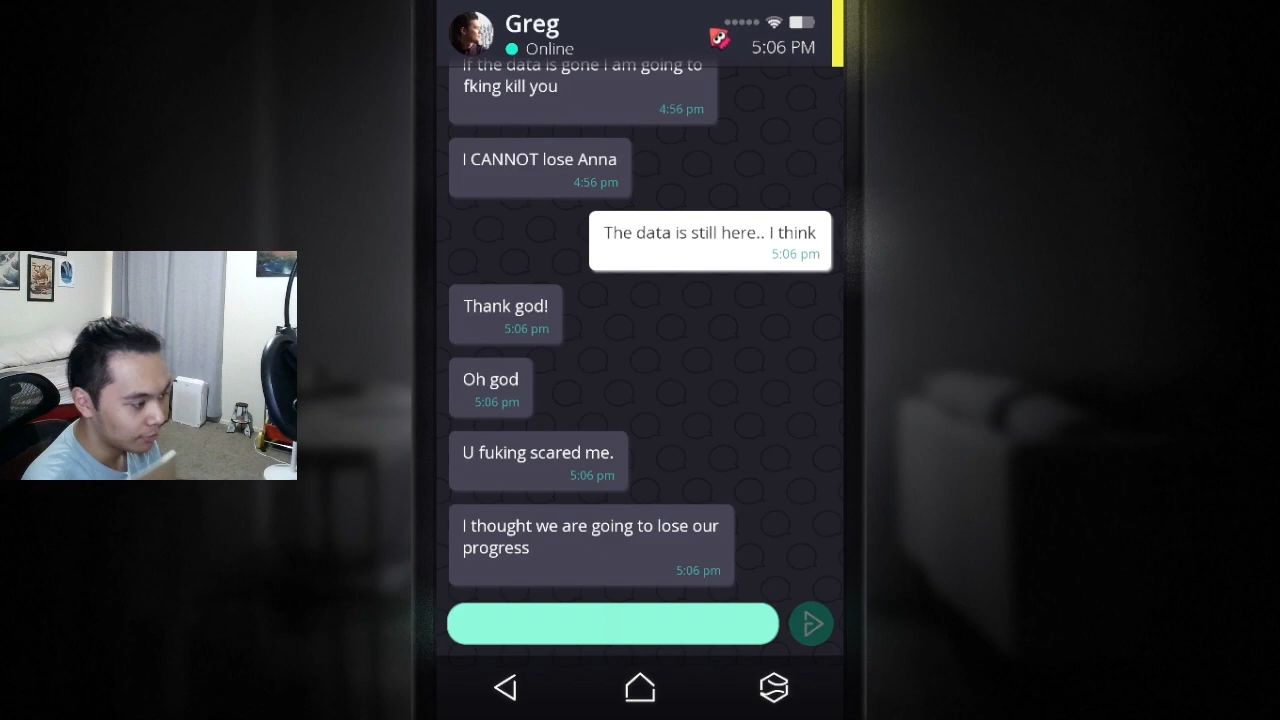 Greg
Online
5:06 PM
If the data is gone I am going to
fking kill you
4:56 pm
I CANNOT lose Anna
4:56 pm
The data is still here.. I think
5:06 pm
Thank god!
5:06 pm
Oh god
5:06 pm
U fuking scared me.
5:06 pm
I thought we are going to lose our
progress
5:06 pm